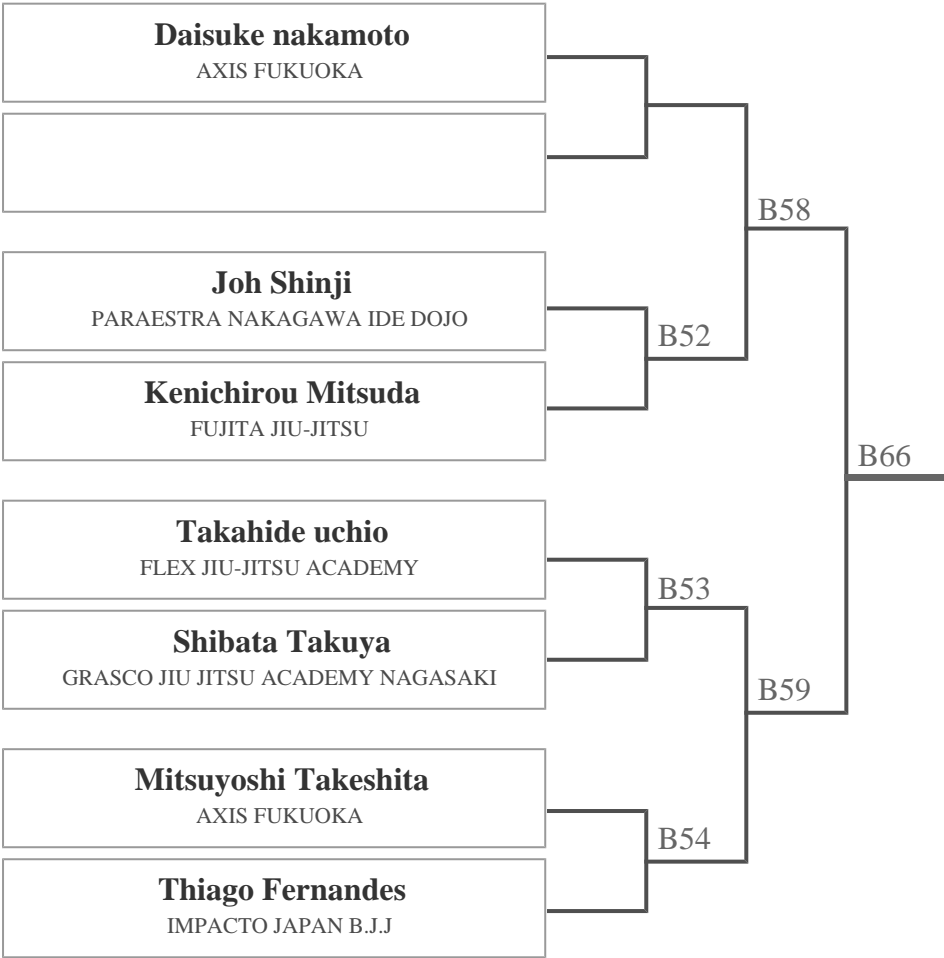 Daisuke nakamoto
AXIS FUKUOKA
B58
Joh Shinji
PARAESTRA NAKAGAWA IDE DOJO
B52
Kenichirou Mitsuda
FUJITA JIU-JITSU
B66
Takahide uchio
FLEX JIU-JITSU ACADEMY
B53
Shibata Takuya
GRASCO JIU JITSU ACADEMY NAGASAKI
B59
Mitsuyoshi Takeshita
AXIS FUKUOKA
B54
Thiago Fernandes
IMPACTO JAPAN B.J.J